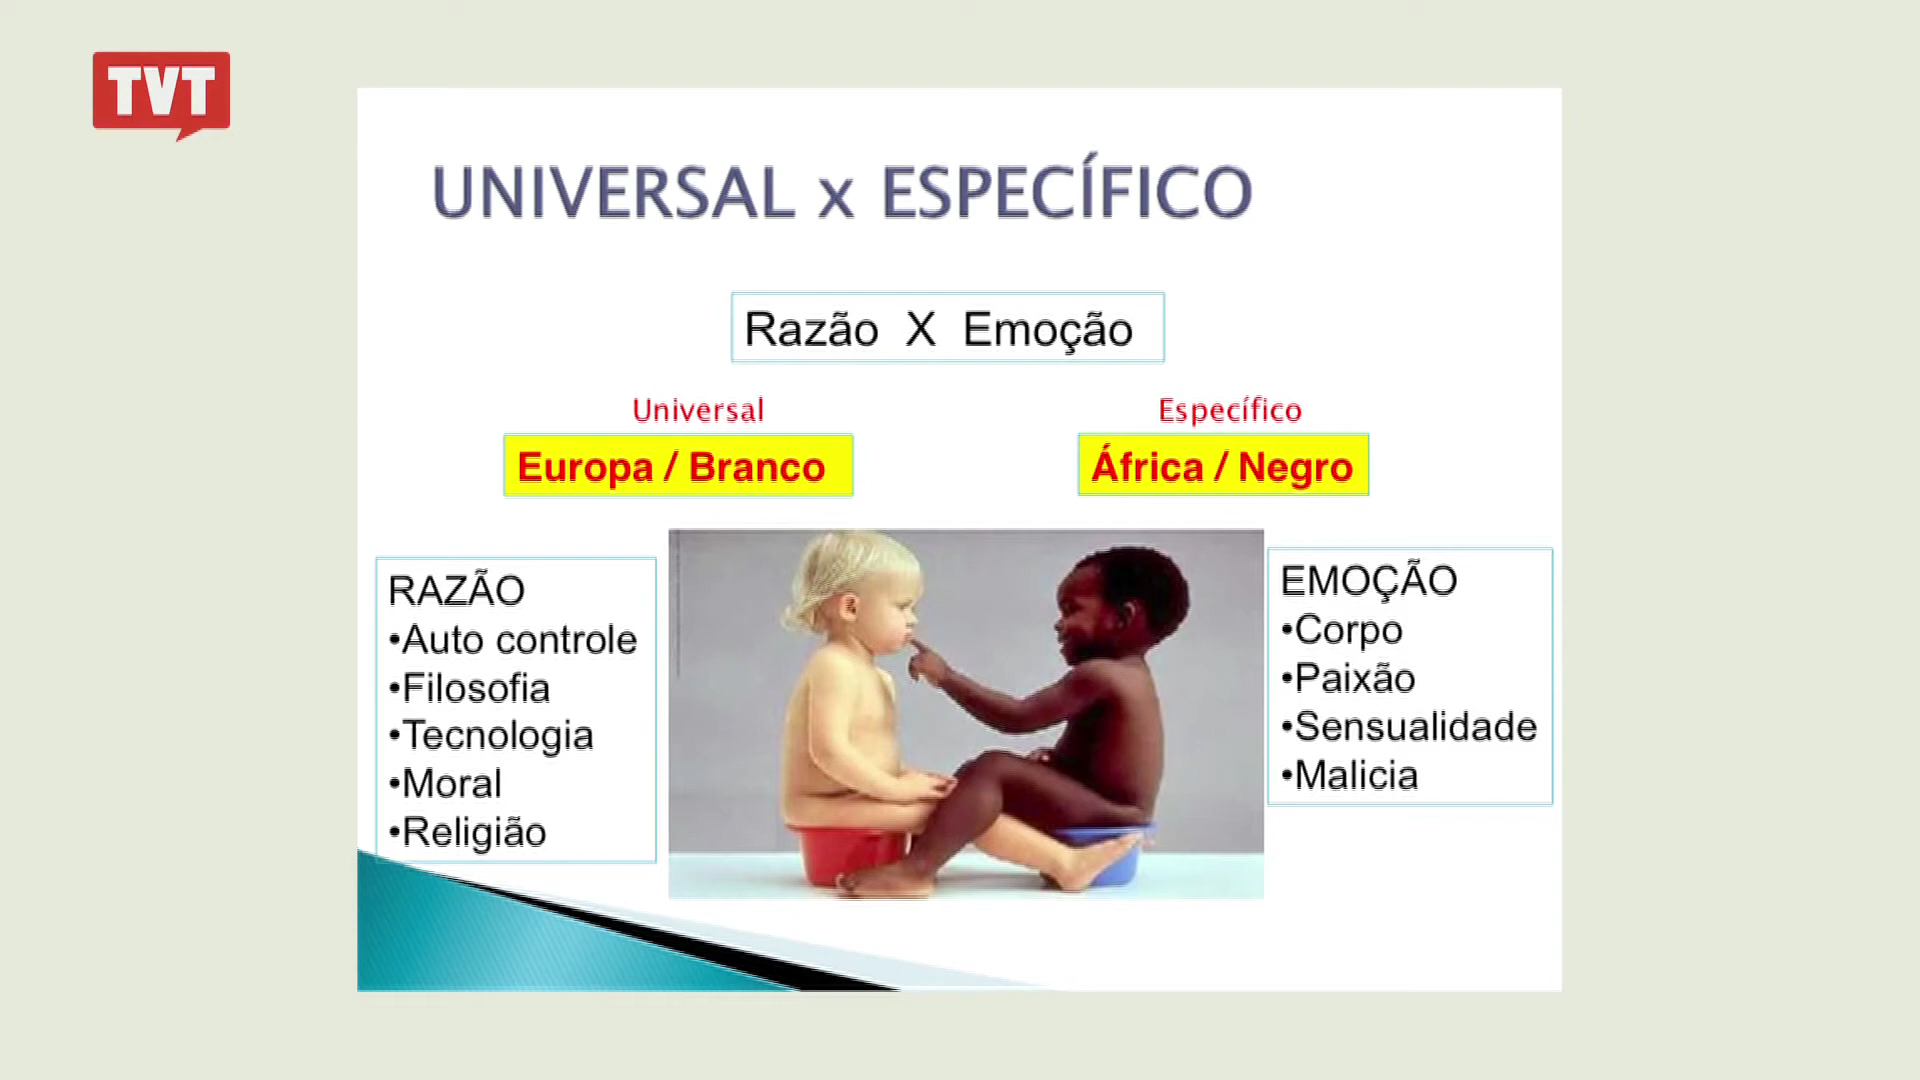 TVT
UNIVERSAL x ESPECÍFICO
Razão X Emoção
Universal
Específico
Europa / Branco
África / Negro
RAZÃO
•Auto controle
•Filosofia
•Tecnologia
•Moral
•Religião
EMOÇÃO
•Corpo
•Paixão
•Sensualidade
•Malicia